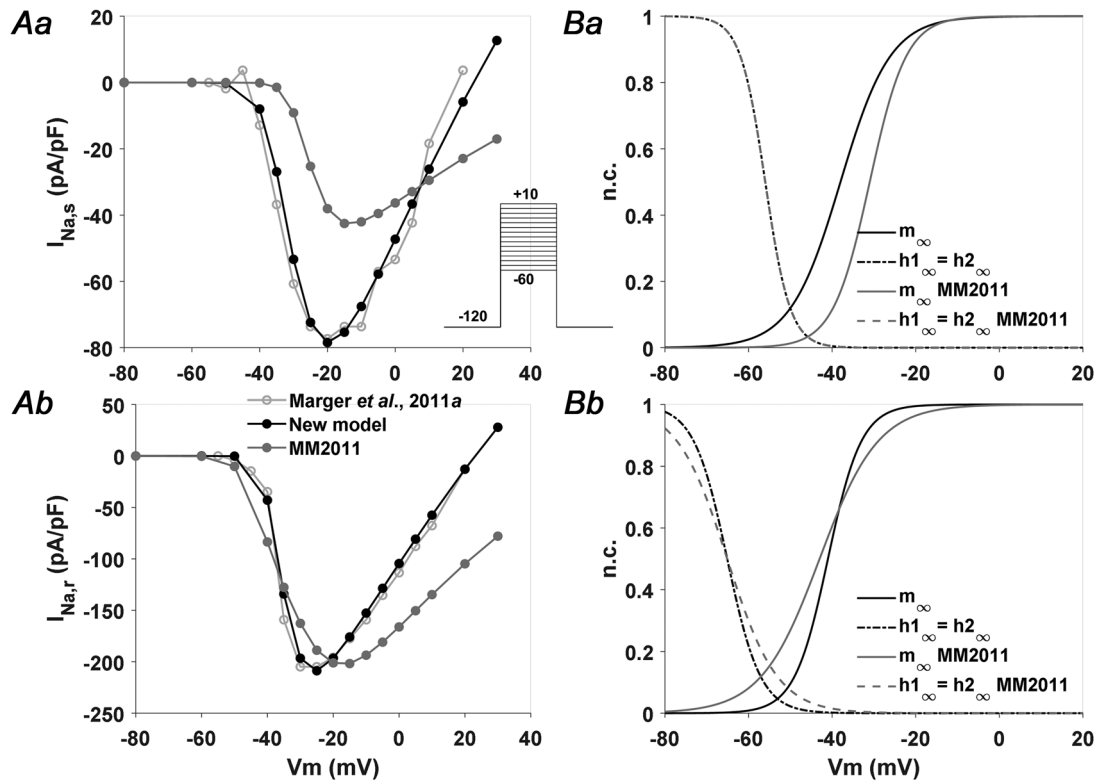 Aa
20
0
-20
-40
-60
-80
I Na,s (pA/pF)
-80 -60 -40 -20 0 20 40
+10
-60
-120
Ba
1
0.8
0.6
0.4
0.2
0
n.c.
m∞
h1∞ = h2∞
m∞ MM2011
h1∞ = h2∞ MM2011
-80 -60 -40 -20 0 20
Ab
50
0
-50
-100
-150
-200
-250
I Na,r (pA/pF)
Marger et al., 2011a
New model
MM2011
-80 -60 -40 -20 0 20 40
Vm (mV)
Bb
1
0.8
0.6
0.4
0.2
0
n.c.
m∞
h1∞ = h2∞
m∞ MM2011
h1∞ = h2∞ MM2011
-80 -60 -40 -20 0 20
Vm (mV)